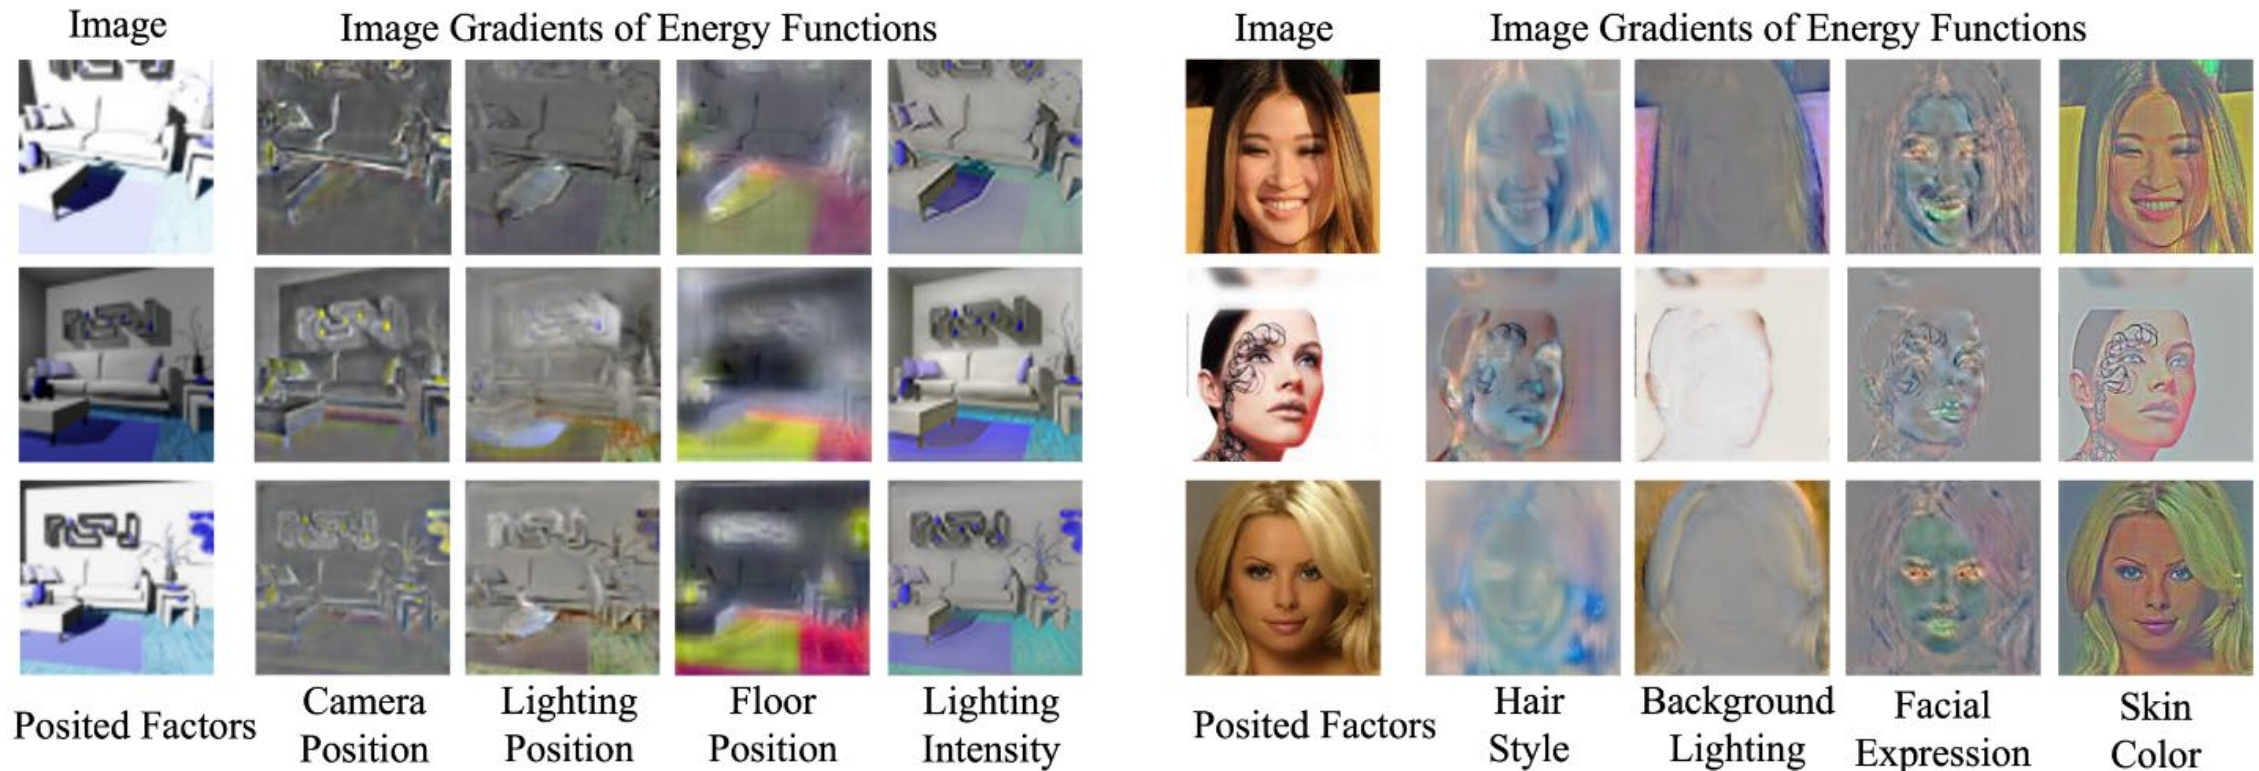 Image
Image Gradients of Energy Functions
Image
Image Gradients of Energy Functions
Posited Factors
Camera
Position
Lighting
Position
Floor
Position
Lighting
Intensity
Posited Factors
Hair
Style
Background
Lighting
Facial
Expression
Skin
Color